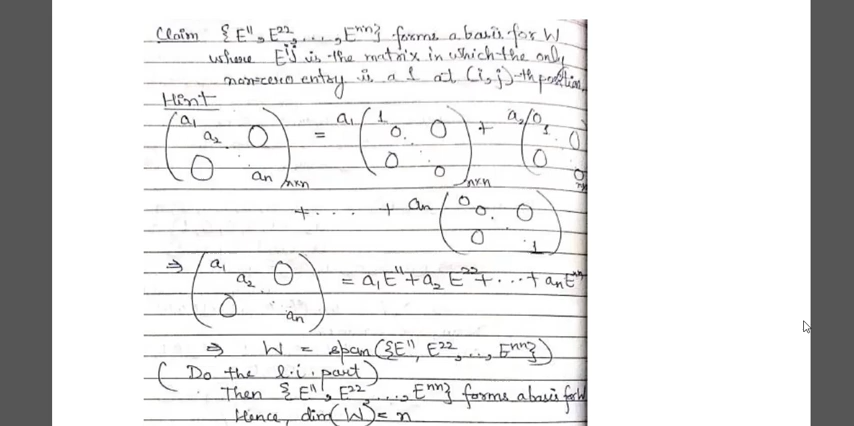 Claim {E¹¹, E²², ..., Eⁿⁿ} forms a basis for W
where Eⁱʲ is the matrix in which the only
non-zero entry is a 1 at (i,j)-th position.
Hint
(a₁ a₂ 0 0 aₙ)ₙₓₙ = a₁ (1 0. 0 0 0)ₙₓₙ + a₂ (0 1. 0 0 0)
+ .... + aₙ (0 0. 0 0 1)
⇒ (a₁ a₂ 0 0 aₙ) = a₁E¹¹ + a₂E²² + ... + aₙEⁿⁿ
⇒ W = span({E¹¹, E²², .., Eⁿⁿ})
( Do the l.i. part)
Then {E¹¹, E²², ..., Eⁿⁿ} forms a basis for W
Hence, dim(W) = n